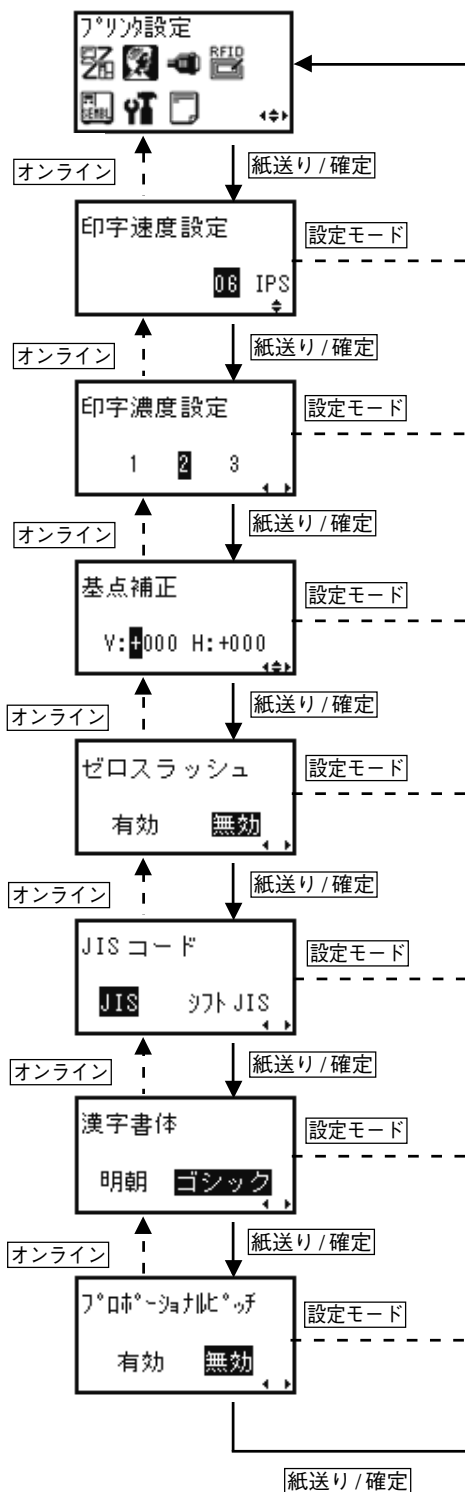 プリンタ設定
RFID
SEMBL
オンライン
紙送り / 確定
印字速度設定
設定モード
06 IPS
オンライン
紙送り / 確定
印字濃度設定
設定モード
1 2 3
オンライン
紙送り / 確定
基点補正
設定モード
V:+000 H:+000
オンライン
紙送り / 確定
ゼロスラッシュ
設定モード
有効 無効
オンライン
紙送り / 確定
JISコード
設定モード
JIS シフトJIS
オンライン
紙送り / 確定
漢字書体
設定モード
明朝 ゴシック
オンライン
紙送り / 確定
プロポーショナルピッチ
設定モード
有効 無効
紙送り / 確定